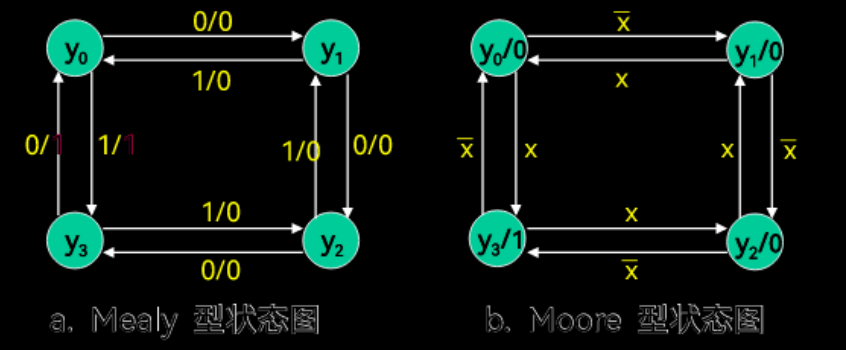 0/0 x̅
y₀ y₁ y₀/0 y₁/0
1/0 x
0/1 1/1 1/0 0/0 x̅ x x x̅
1/0 x
y₃ y₂ y₃/1 y₂/0
0/0 x̅
a. Mealy 型状态图 b. Moore 型状态图